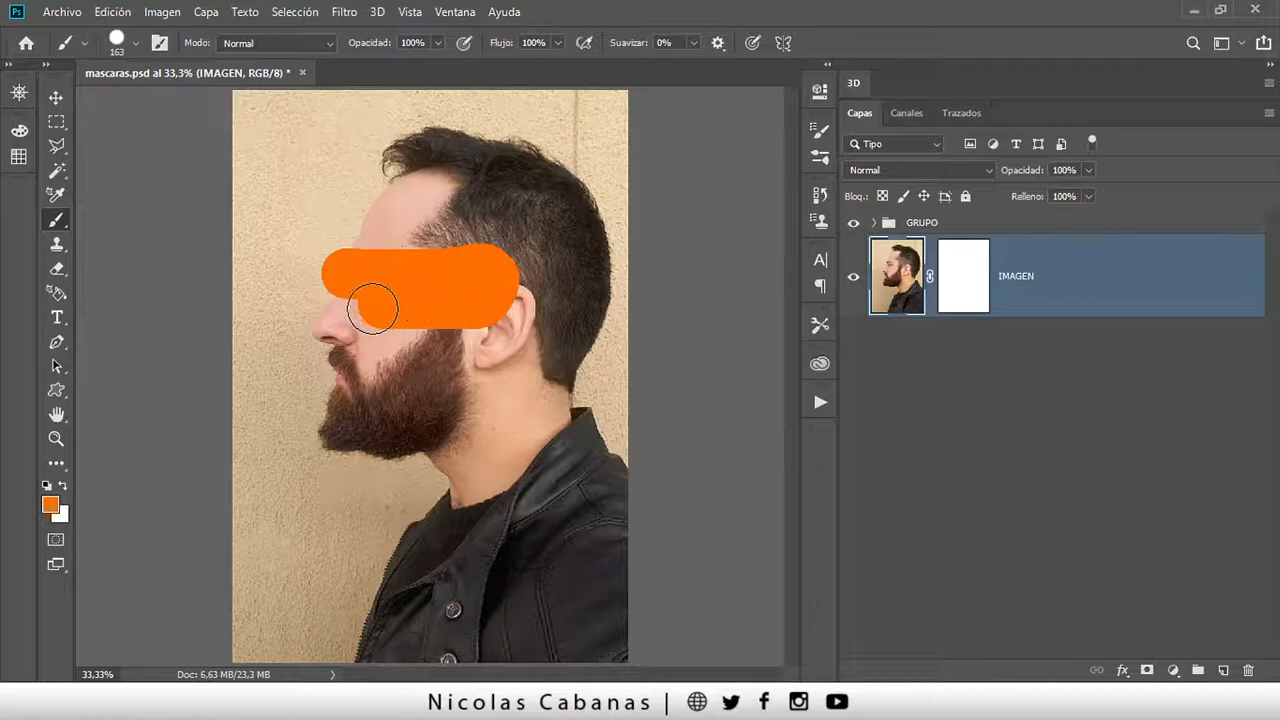 Ps Archivo Edición Imagen Capa Texto Selección Filtro 3D Vista Ventana Ayuda
163 Modo: Normal Opacidad: 100% Flujo: 100% Suavizar: 0%
mascaras.psd al 33,3% (IMAGEN, RGB/8) * ×
3D
Capas Canales Trazados
Tipo
Normal Opacidad: 100%
Bloq.: Relleno: 100%
GRUPO
IMAGEN
33,33% Doc: 6,63 MB/23,3 MB
Nicolas Cabanas |